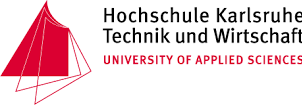 Hochschule Karlsruhe
Technik und Wirtschaft
UNIVERSITY OF APPLIED SCIENCES